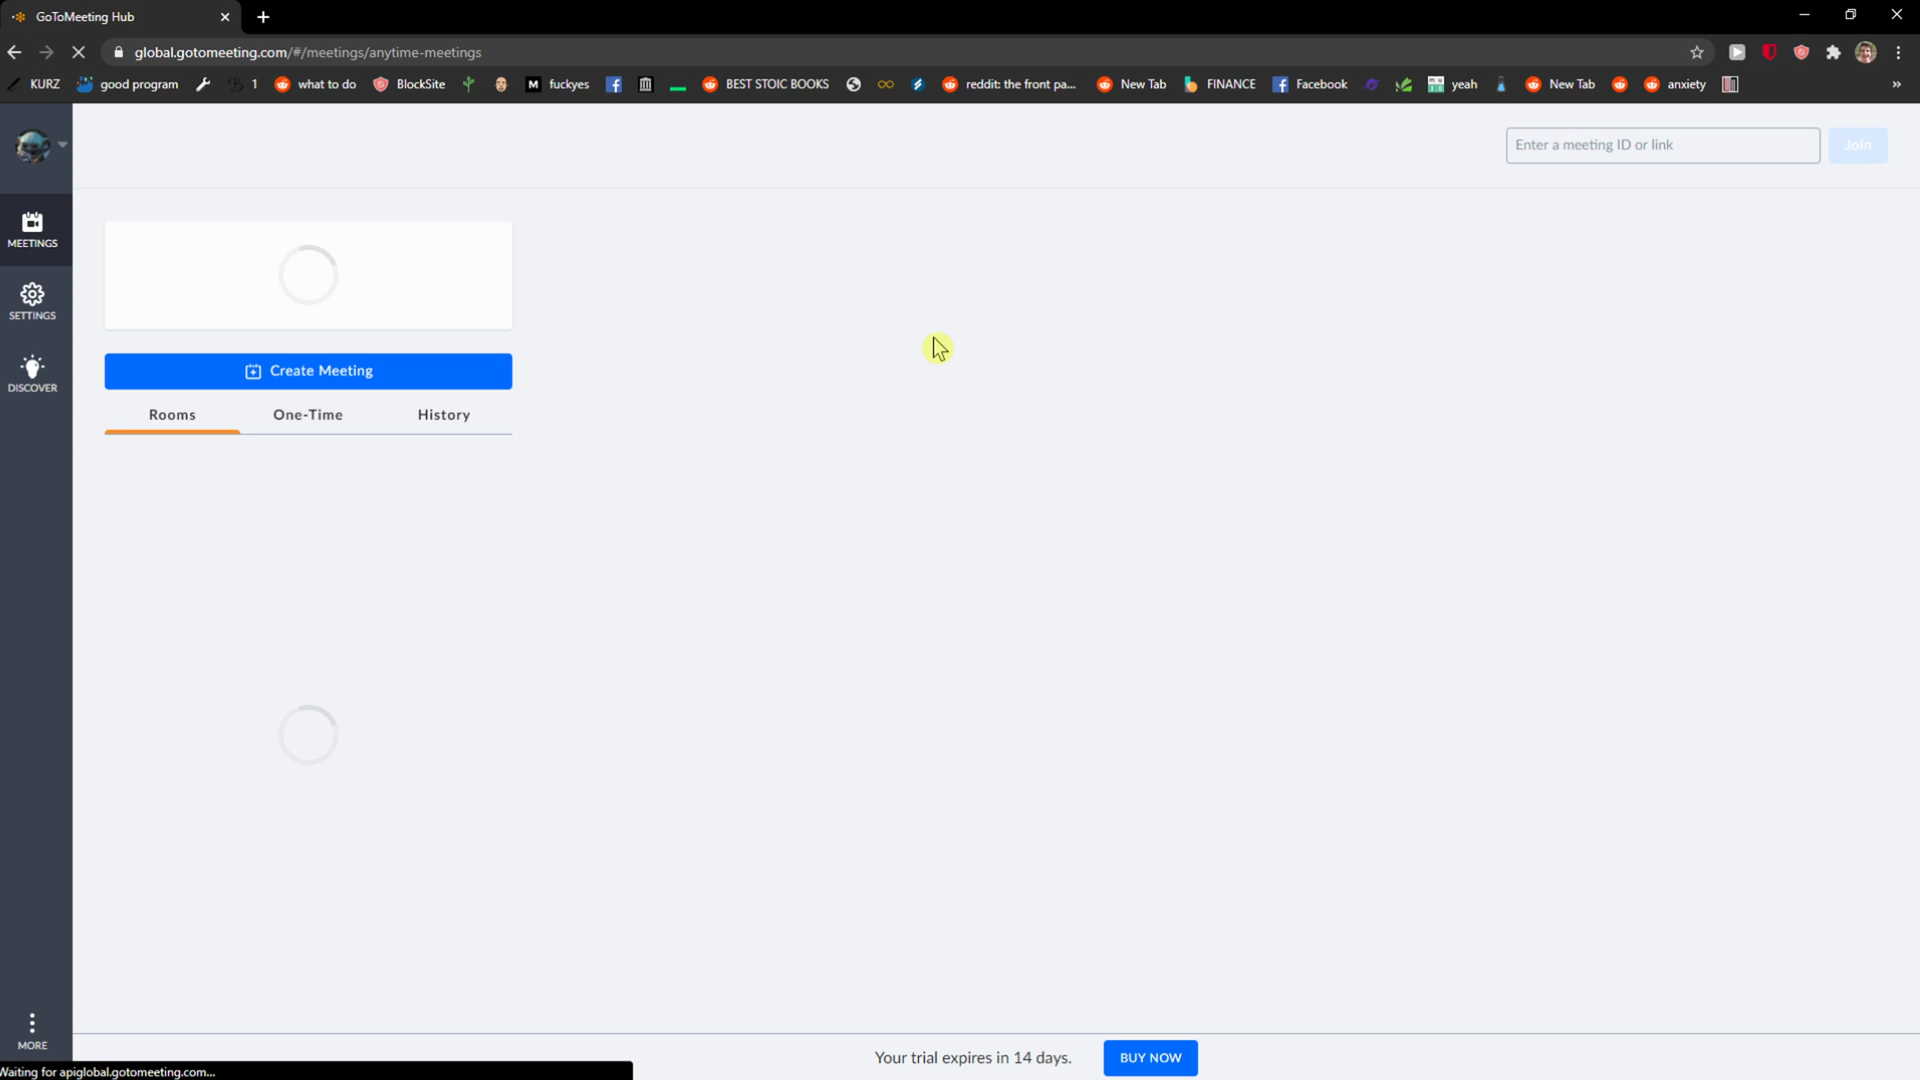 GoToMeeting Hub
global.gotomeeting.com/#/meetings/anytime-meetings
KURZ good program 1 what to do BlockSite M fuckyes BEST STOIC BOOKS reddit: the front pa... New Tab FINANCE Facebook yeah New Tab anxiety »
Enter a meeting ID or link Join
MEETINGS
SETTINGS
DISCOVER
Create Meeting
Rooms One-Time History
MORE
Your trial expires in 14 days. BUY NOW
Waiting for apiglobal.gotomeeting.com...